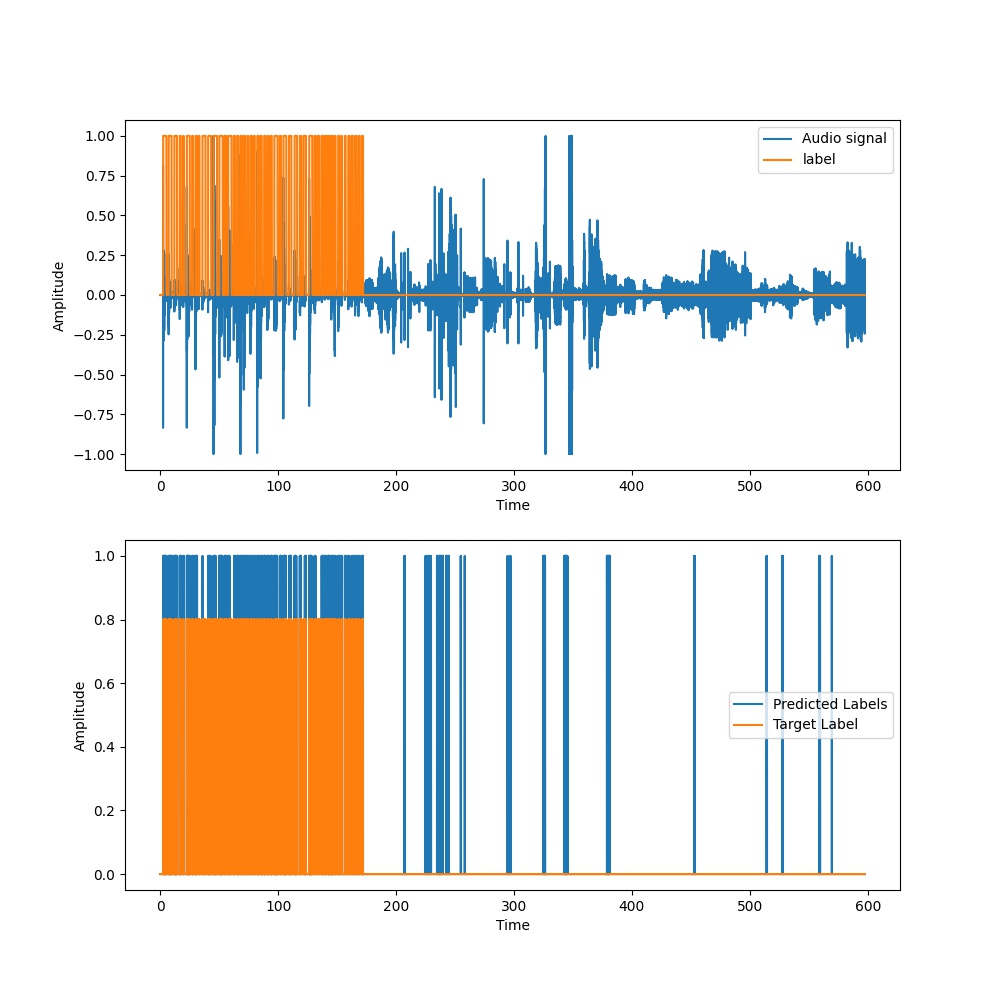 1.00
0.75
0.50
0.25
0.00
−0.25
−0.50
−0.75
−1.00
Amplitude
Audio signal
label
0 100 200 300 400 500 600
Time
1.0
0.8
0.6
0.4
0.2
0.0
Amplitude
Predicted Labels
Target Label
0 100 200 300 400 500 600
Time